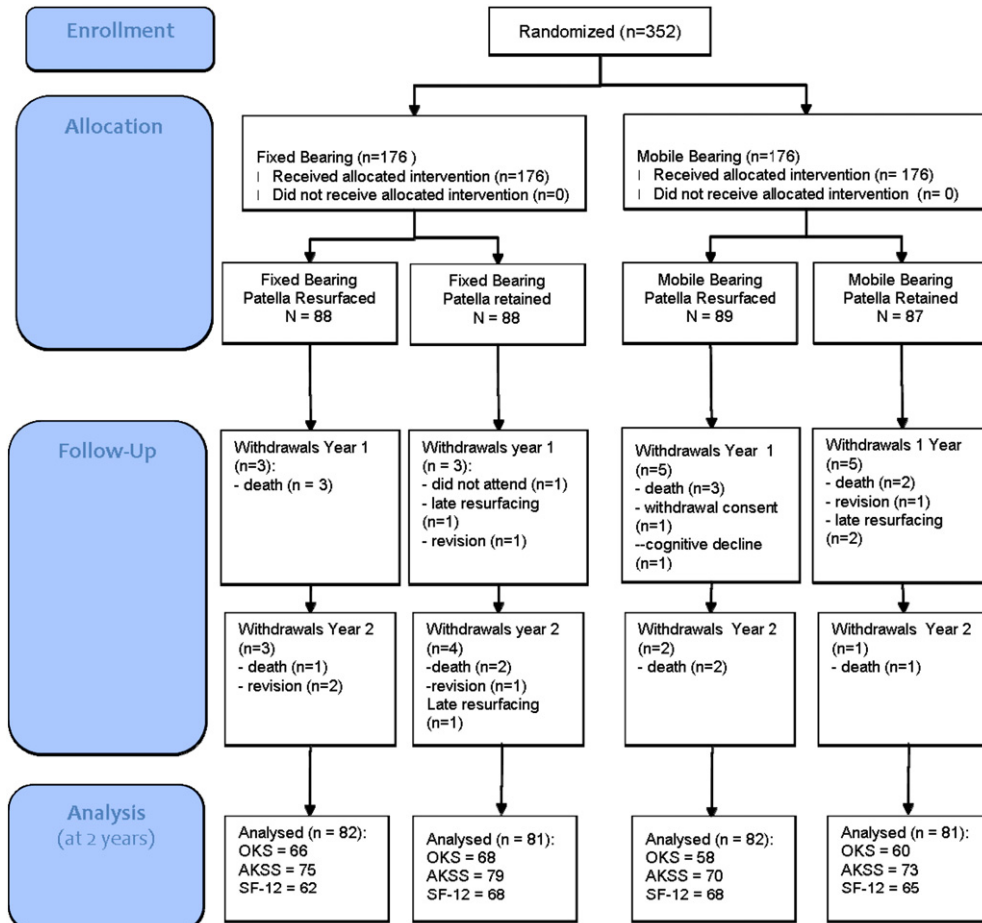 Enrollment
Randomized (n=352)
Allocation
Fixed Bearing (n=176 )
| Received allocated intervention (n=176)
| Did not receive allocated intervention (n=0)
Mobile Bearing (n=176)
| Received allocated intervention (n= 176)
| Did not receive allocated intervention (n= 0)
Fixed Bearing
Patella Resurfaced
N = 88
Fixed Bearing
Patella retained
N = 88
Mobile Bearing
Patella Resurfaced
N = 89
Mobile Bearing
Patella Retained
N = 87
Follow-Up
Withdrawals Year 1
(n=3):
- death (n = 3)
Withdrawals year 1
(n = 3):
- did not attend (n=1)
- late resurfacing
(n=1)
- revision (n=1)
Withdrawals Year 1
(n=5)
- death (n=3)
- withdrawal consent
(n=1)
--cognitive decline
(n=1)
Withdrawals 1 Year
(n=5)
- death (n=2)
- revision (n=1)
- late resurfacing
(n=2)
Withdrawals Year 2
(n=3)
- death (n=1)
- revision (n=2)
Withdrawals year 2
(n=4)
-death (n=2)
-revision (n=1)
Late resurfacing
(n=1)
Withdrawals Year 2
(n=2)
- death (n=2)
Withdrawals Year 2
(n=1)
- death (n=1)
Analysis
(at 2 years)
Analysed (n = 82):
OKS = 66
AKSS = 75
SF-12 = 62
Analysed (n = 81):
OKS = 68
AKSS = 79
SF-12 = 68
Analysed (n = 82):
OKS = 58
AKSS = 70
SF-12 = 68
Analysed (n = 81):
OKS = 60
AKSS = 73
SF-12 = 65